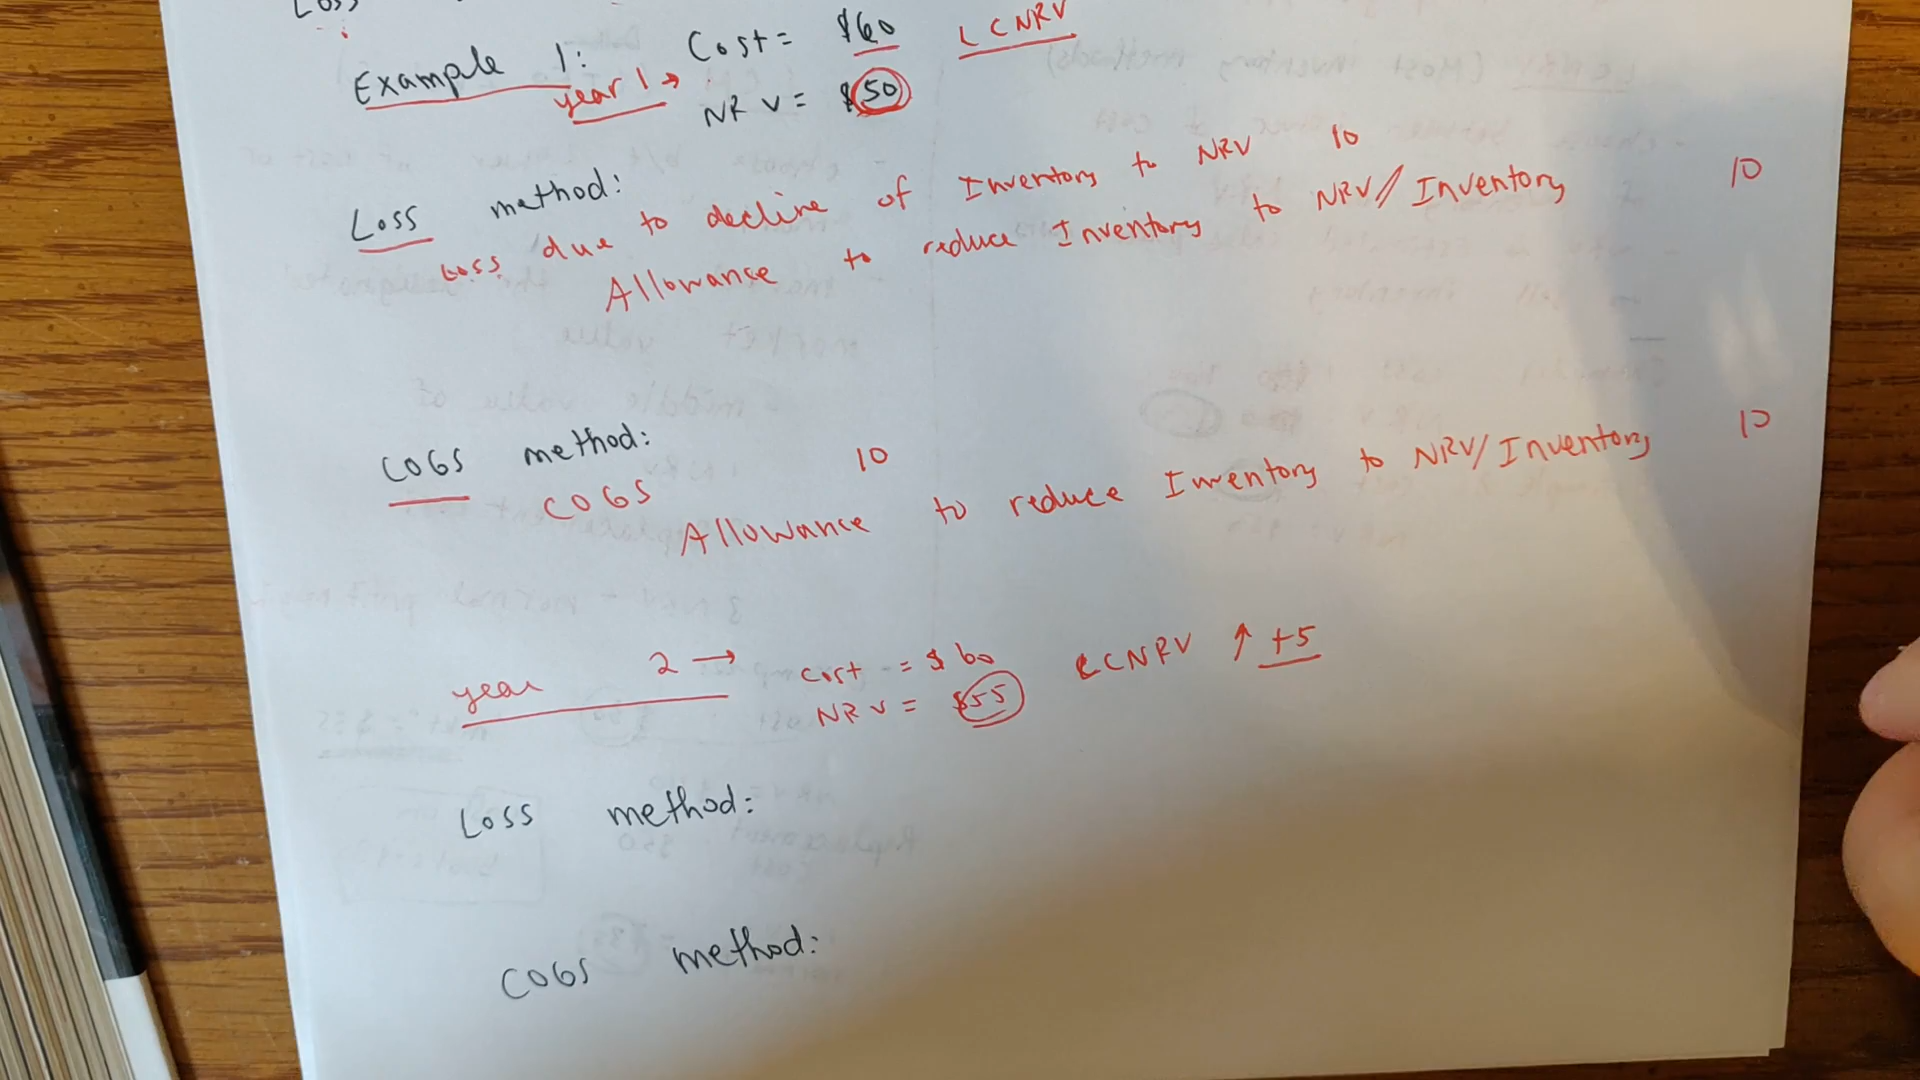 Loss
Example 1: Cost = $60 LCNRV
year 1 → NRV = $50
Loss method:
Loss due to decline of Inventory to NRV 10
Allowance to reduce Inventory to NRV/Inventory 10
COGS method:
COGS 10
Allowance to reduce Inventory to NRV/Inventory 10
year 2 → Cost = $60 LCNRV ↑ +5
NRV = $55
Loss method:
COGS method: